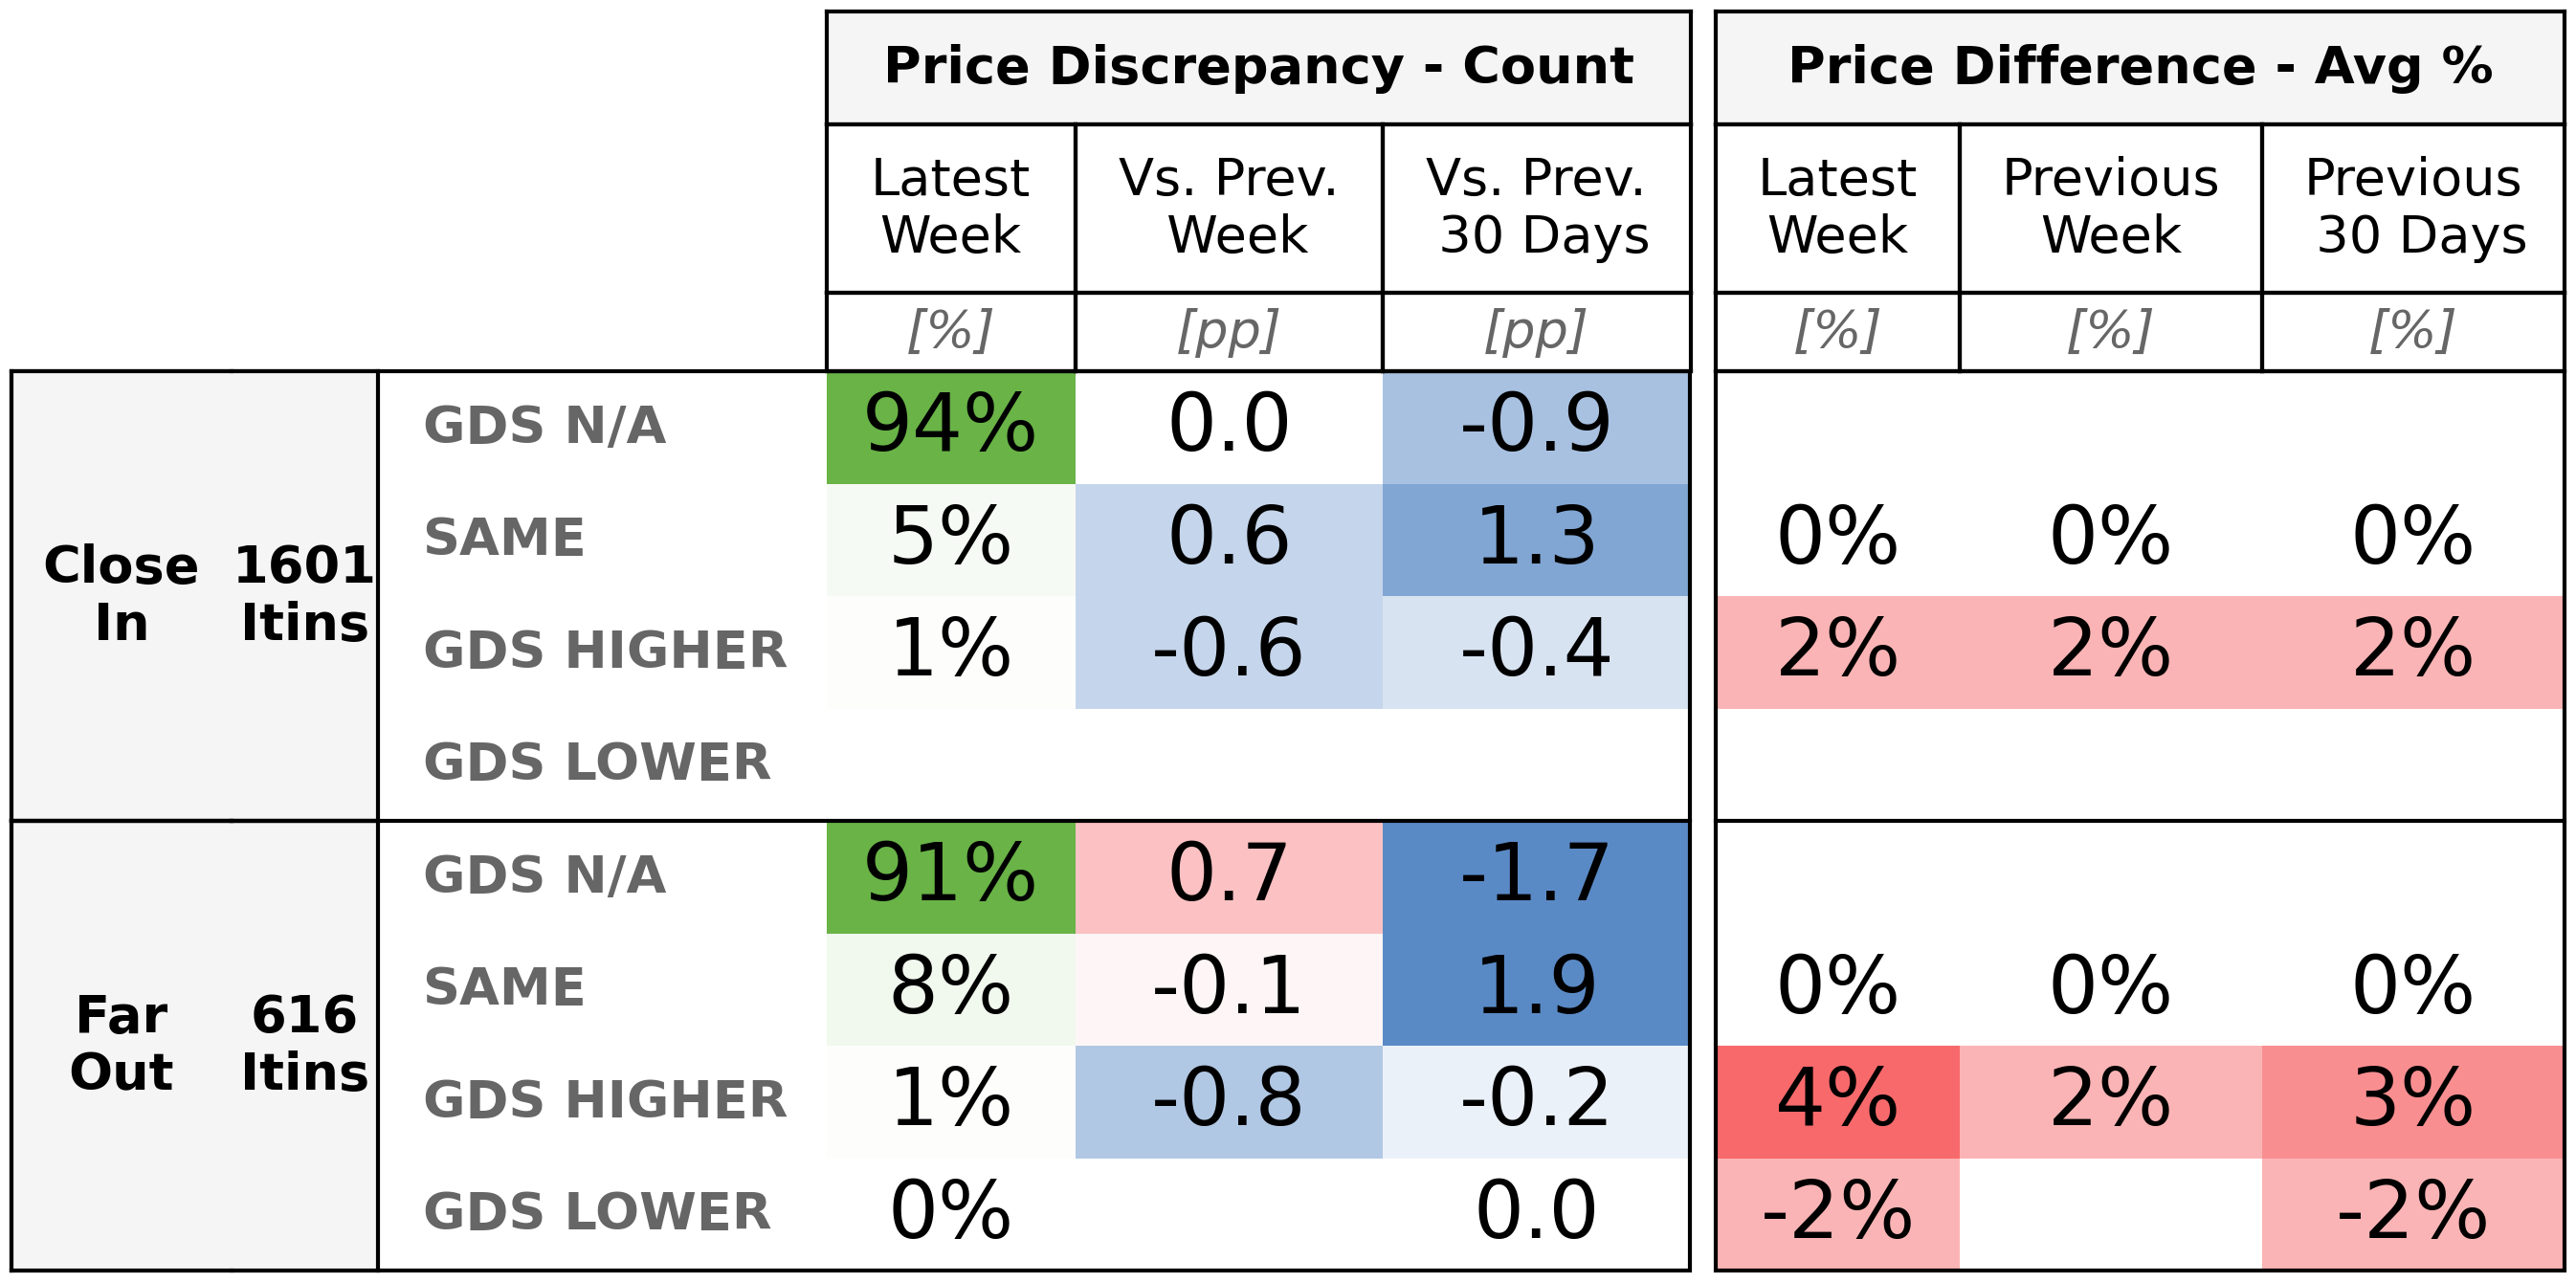 Price Discrepancy - Count Price Difference - Avg %
Latest Week Vs. Prev. Week Vs. Prev. 30 Days Latest Week Previous Week Previous 30 Days
[%] [pp] [pp] [%] [%] [%]
Close In 1601 Itins
GDS N/A 94% 0.0 -0.9
SAME 5% 0.6 1.3 0% 0% 0%
GDS HIGHER 1% -0.6 -0.4 2% 2% 2%
GDS LOWER
Far Out 616 Itins
GDS N/A 91% 0.7 -1.7
SAME 8% -0.1 1.9 0% 0% 0%
GDS HIGHER 1% -0.8 -0.2 4% 2% 3%
GDS LOWER 0% 0.0 -2% -2%